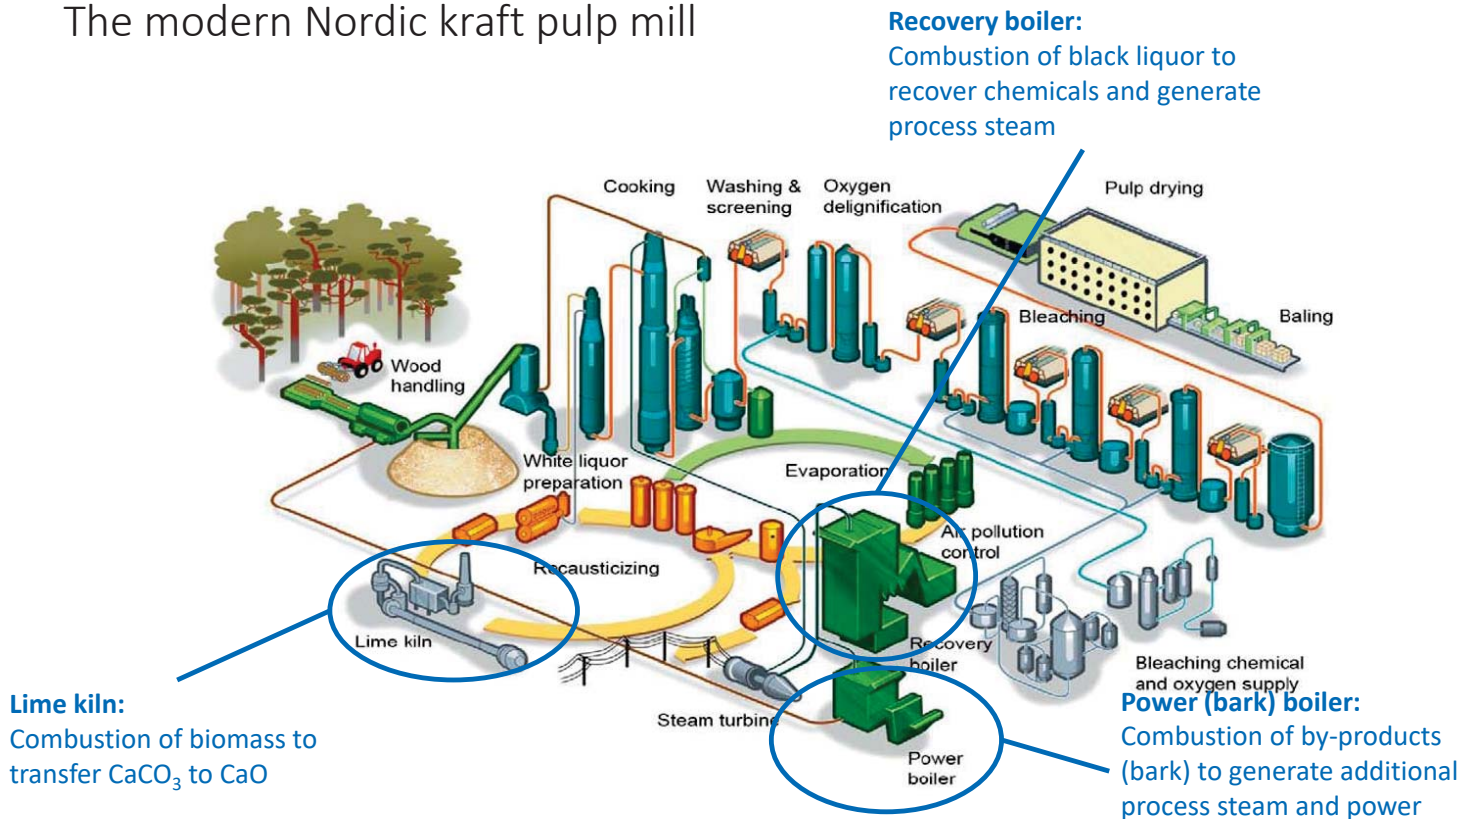 The modern Nordic kraft pulp mill
Recovery boiler:
Combustion of black liquor to
recover chemicals and generate
process steam
Cooking
Washing &
screening
Oxygen
delignification
Pulp drying
Bleaching
Baling
Wood
handling
White liquor
preparation
Evaporation
Air pollution
control
Recausticizing
Lime kiln
Recovery
boiler
Steam turbine
Power
boiler
Bleaching chemical
and oxygen supply
Lime kiln:
Combustion of biomass to
transfer CaCO₃ to CaO
Power (bark) boiler:
Combustion of by-products
(bark) to generate additional
process steam and power